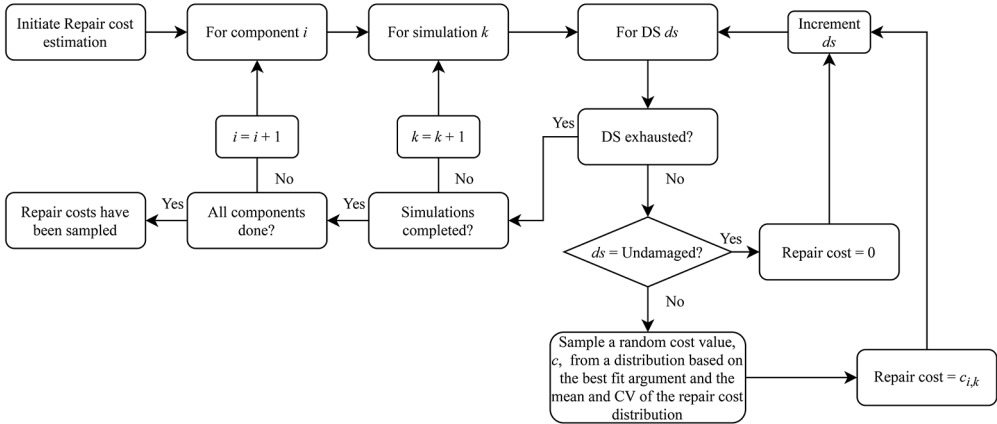 Initiate Repair cost
estimation
For component i
For simulation k
For DS ds
Increment
ds
i = i + 1
k = k + 1
Yes
DS exhausted?
No
No
No
Repair costs have
been sampled
Yes
All components
done?
Yes
Simulations
completed?
ds = Undamaged?
Yes
Repair cost = 0
No
Sample a random cost value,
c, from a distribution based on
the best fit argument and the
mean and CV of the repair cost
distribution
Repair cost = ci,k